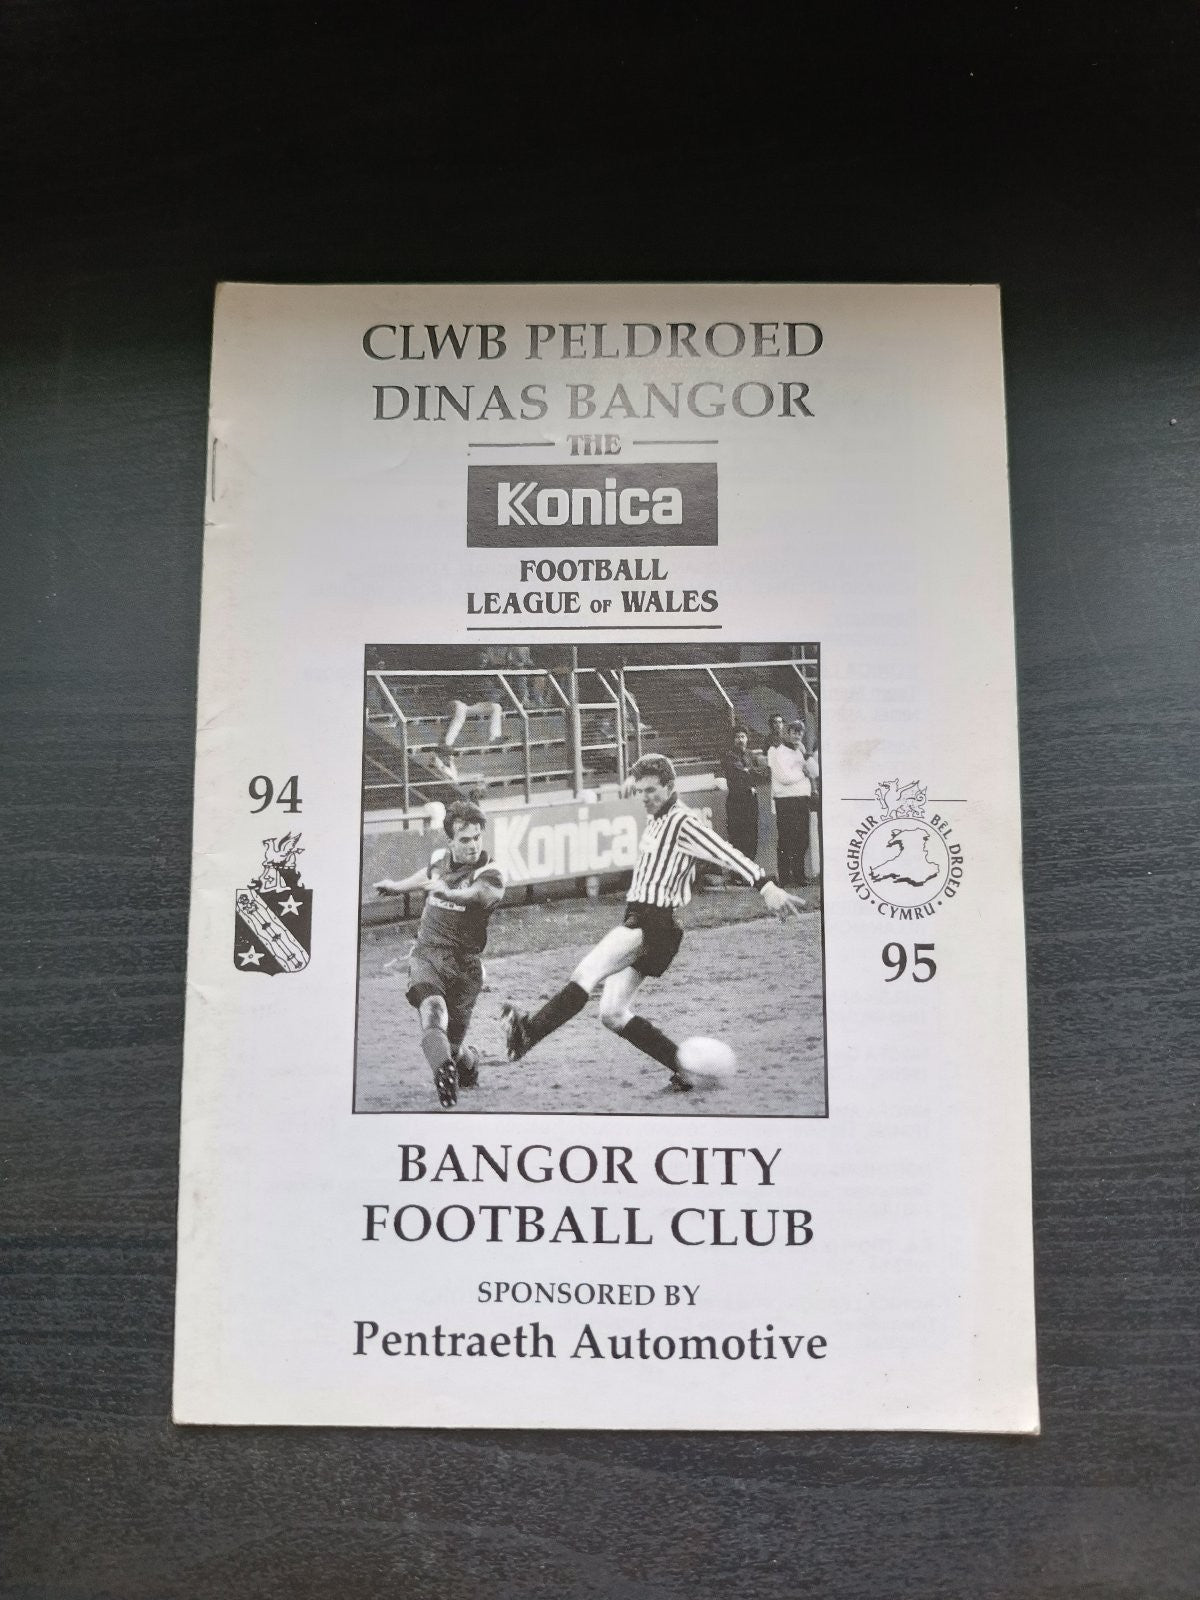 CLWB PELDROED
DINAS BANGOR
THE
Konica
FOOTBALL
LEAGUE OF WALES
94
Konica
CYNGHRAIR BÊL DROED
• CYMRU •
95
BANGOR CITY
FOOTBALL CLUB
SPONSORED BY
Pentraeth Automotive